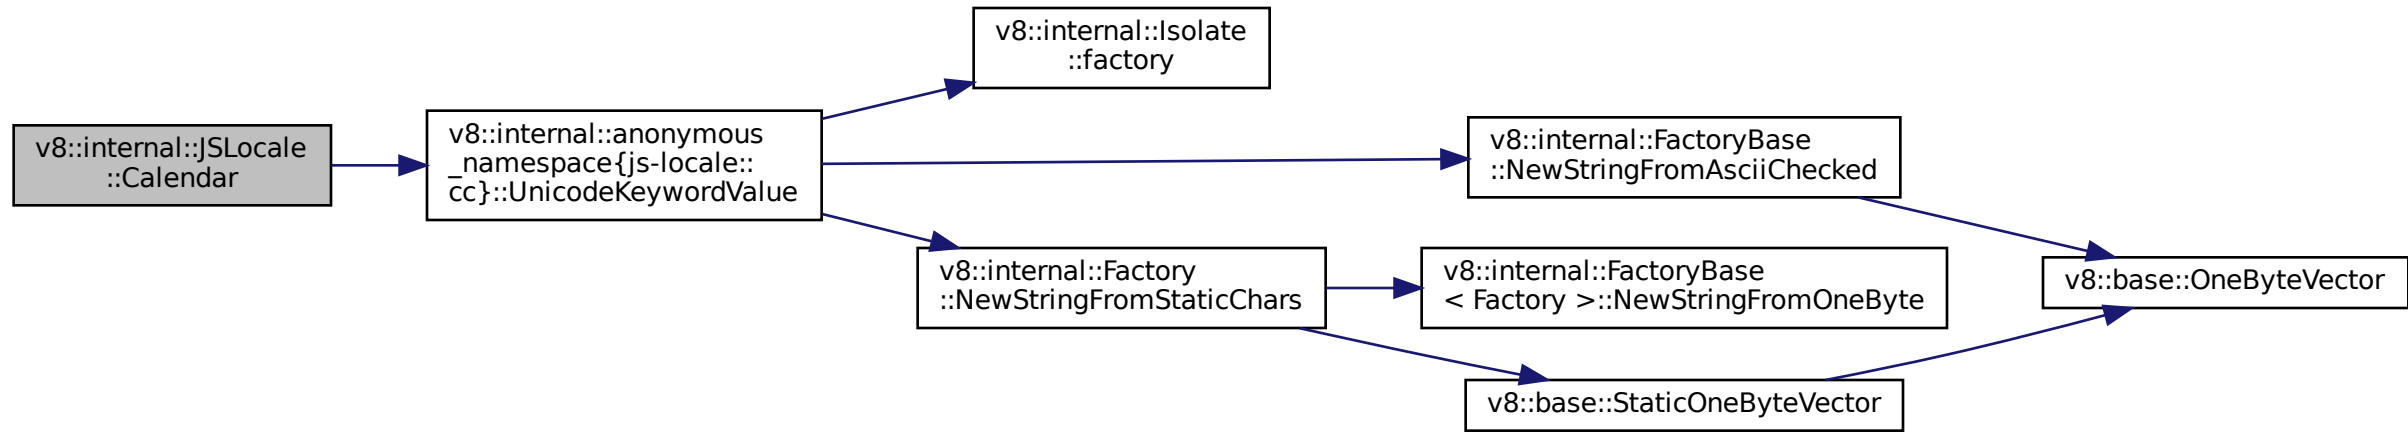 v8::internal::JSLocale
::Calendar
v8::internal::anonymous
_namespace{js-locale::
cc}::UnicodeKeywordValue
v8::internal::Isolate
::factory
v8::internal::FactoryBase
::NewStringFromAsciiChecked
v8::internal::Factory
::NewStringFromStaticChars
v8::internal::FactoryBase
< Factory >::NewStringFromOneByte
v8::base::OneByteVector
v8::base::StaticOneByteVector